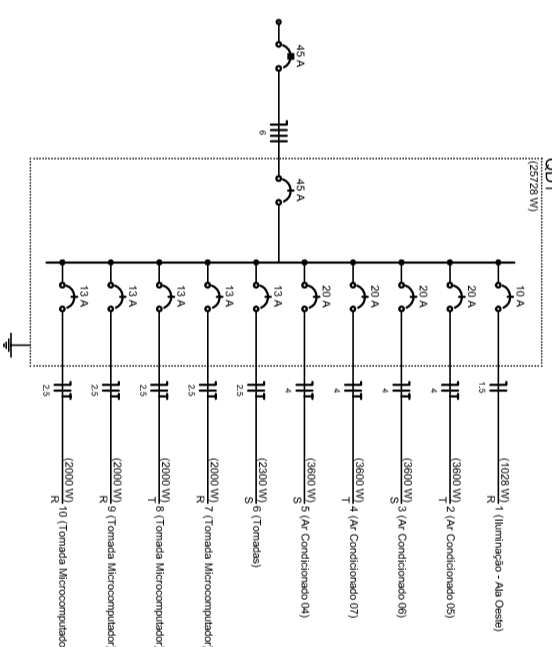 QD1
(25728 W)
45 A
6
45 A
10 A
1.5
(1028 W)
R
1 (Iluminação - Ala Oeste)
20 A
4
(3600 W)
T
2 (Ar Condicionado 05)
20 A
4
(3600 W)
S
3 (Ar Condicionado 06)
20 A
4
(3600 W)
T
4 (Ar Condicionado 07)
20 A
4
(3600 W)
S
5 (Ar Condicionado 04)
13 A
2.5
(2300 W)
S
6 (Tomadas)
13 A
2.5
(2000 W)
R
7 (Tomada Microcomputador)
13 A
2.5
(2000 W)
T
8 (Tomada Microcomputador)
13 A
2.5
(2000 W)
R
9 (Tomada Microcomputador)
13 A
2.5
(2000 W)
R
10 (Tomada Microcomputado